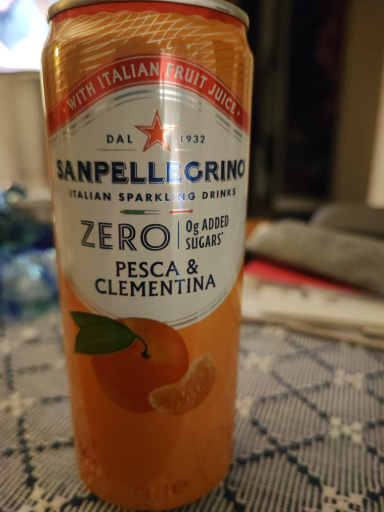 WITH ITALIAN FRUIT JUICE
DAL 1932
SANPELLEGRINO
ITALIAN SPARKLING DRINKS
ZERO 0g ADDED SUGARS*
PESCA &
CLEMENTINA